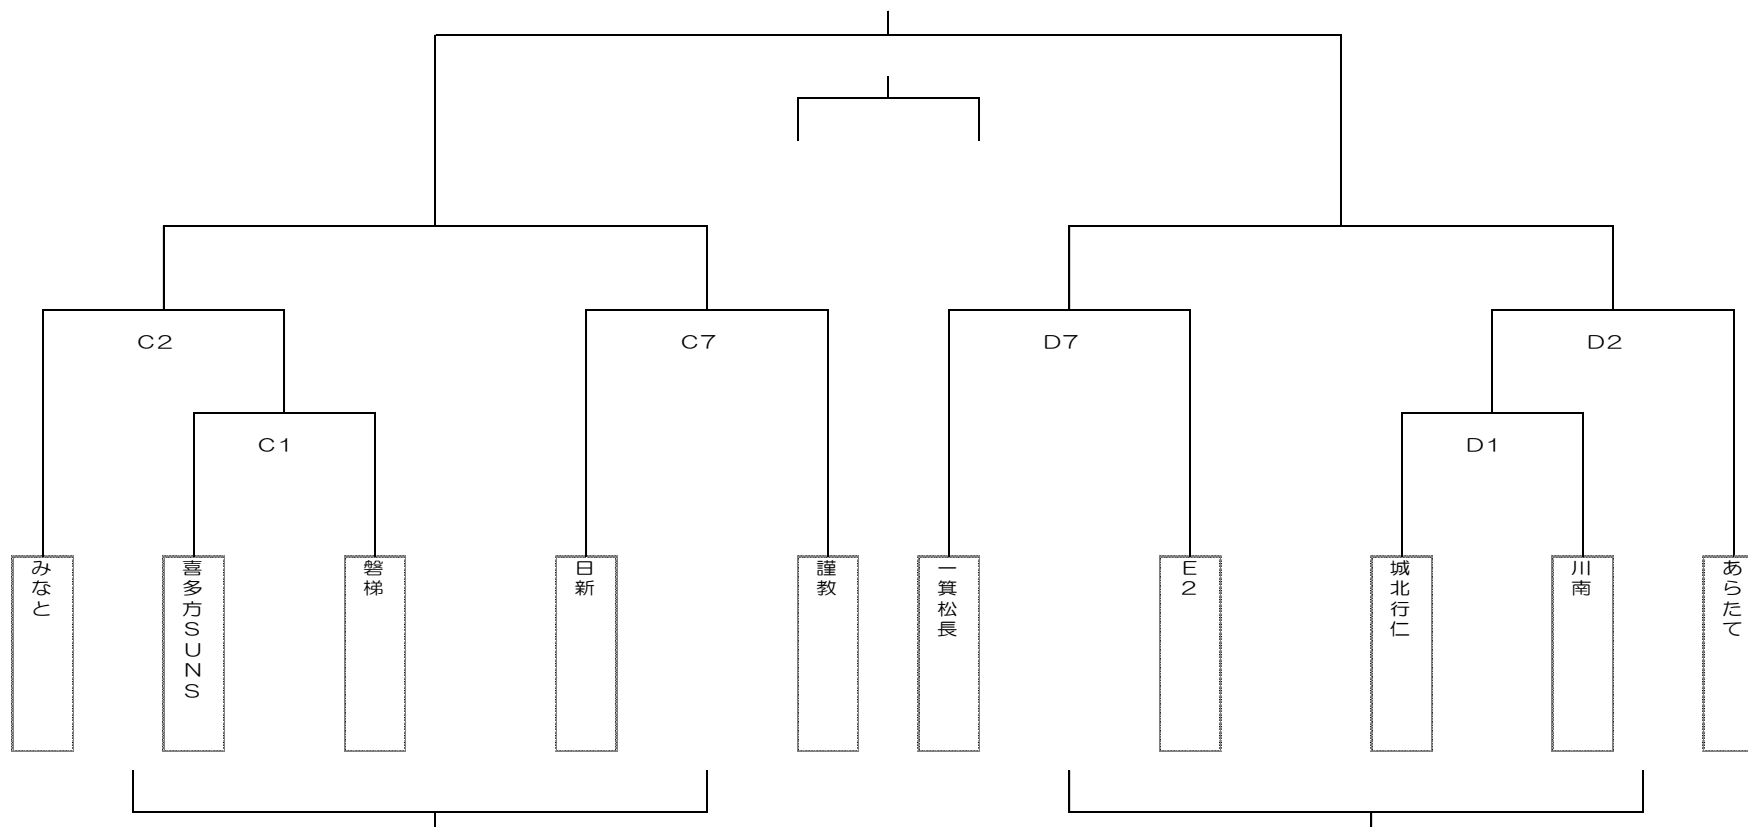 C2
C7
D7
D2
C1
D1
みなと
喜多方SUNS
磐梯
日新
謹教
一箕松長
E2
城北行仁
川南
あらたて